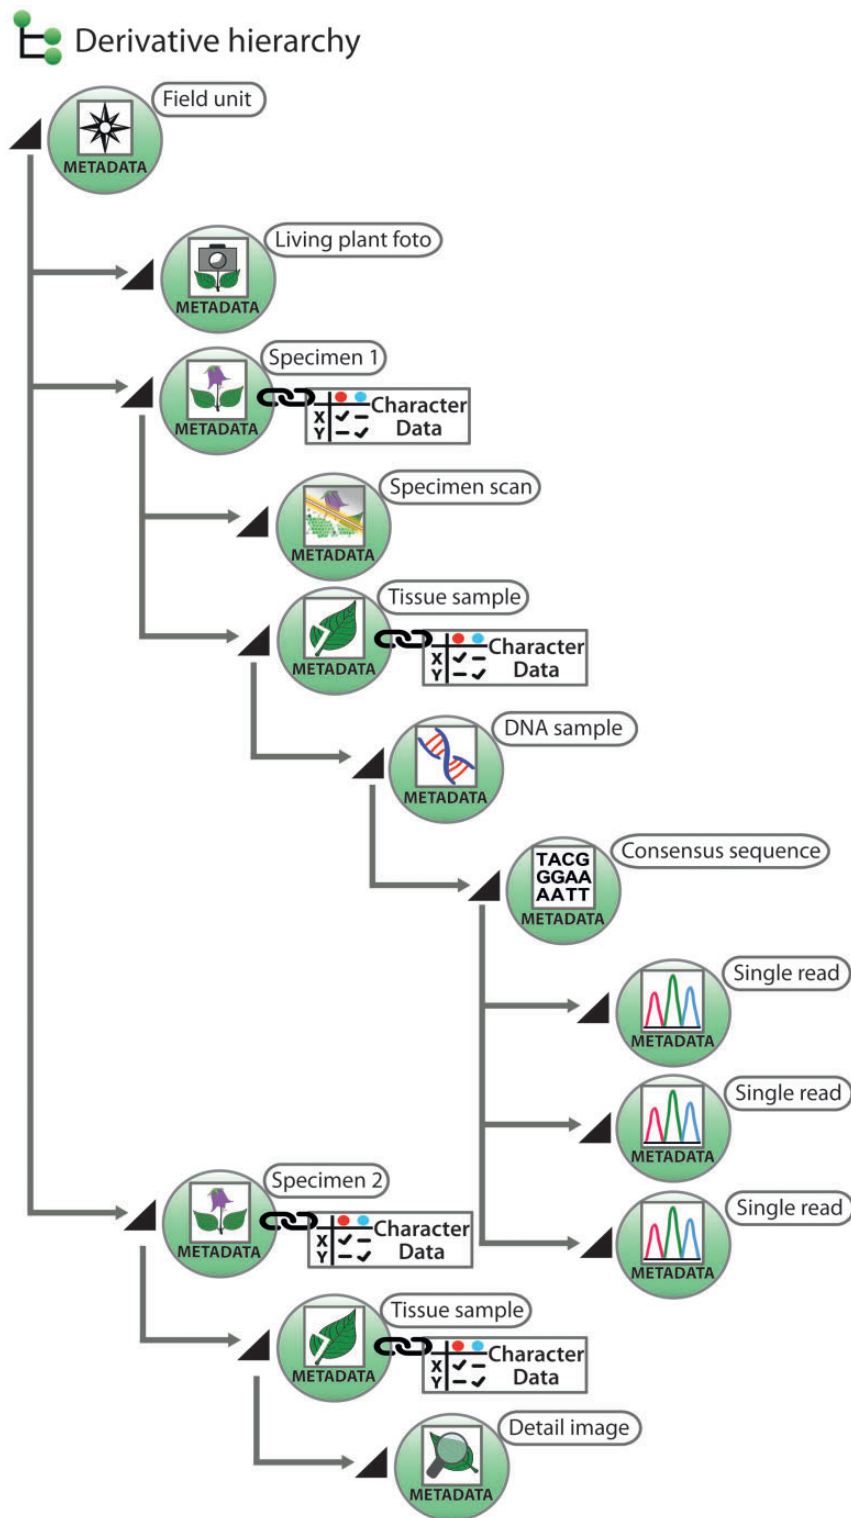 Derivative hierarchy
Field unit
METADATA
Living plant foto
METADATA
Specimen 1
METADATA
Character
Data
X
Y
Specimen scan
METADATA
Tissue sample
METADATA
Character
Data
X
Y
DNA sample
METADATA
Consensus sequence
TACG
GGAA
AATT
METADATA
Single read
METADATA
Single read
METADATA
Single read
METADATA
Specimen 2
METADATA
Character
Data
X
Y
Tissue sample
METADATA
Character
Data
X
Y
Detail image
METADATA